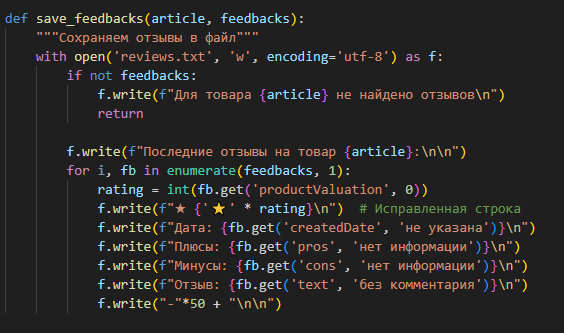 def save_feedbacks(article, feedbacks):
    """Сохраняем отзывы в файл"""
    with open('reviews.txt', 'w', encoding='utf-8') as f:
        if not feedbacks:
            f.write(f"Для товара {article} не найдено отзывов\n")
            return
        f.write(f"Последние отзывы на товар {article}:\n\n")
        for i, fb in enumerate(feedbacks, 1):
            rating = int(fb.get('productValuation', 0))
            f.write(f"★ {'⭐' * rating}\n")  # Исправленная строка
            f.write(f"Дата: {fb.get('createdDate', 'не указана')}\n")
            f.write(f"Плюсы: {fb.get('pros', 'нет информации')}\n")
            f.write(f"Минусы: {fb.get('cons', 'нет информации')}\n")
            f.write(f"Отзыв: {fb.get('text', 'без комментария')}\n")
            f.write("-"*50 + "\n\n")